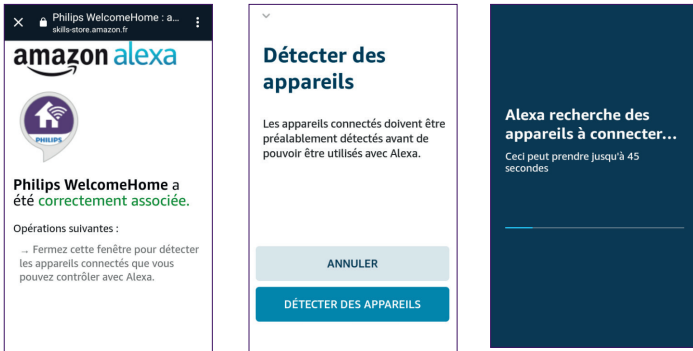 Philips WelcomeHome : a...
skills-store.amazon.fr
amazon alexa
PHILIPS
Philips WelcomeHome a
été correctement associée.
Opérations suivantes :
→ Fermez cette fenêtre pour détecter
les appareils connectés que vous
pouvez contrôler avec Alexa.
Détecter des
appareils
Les appareils connectés doivent être
préalablement détectés avant de
pouvoir être utilisés avec Alexa.
ANNULER
DÉTECTER DES APPAREILS
Alexa recherche des
appareils à connecter...
Ceci peut prendre jusqu'à 45
secondes